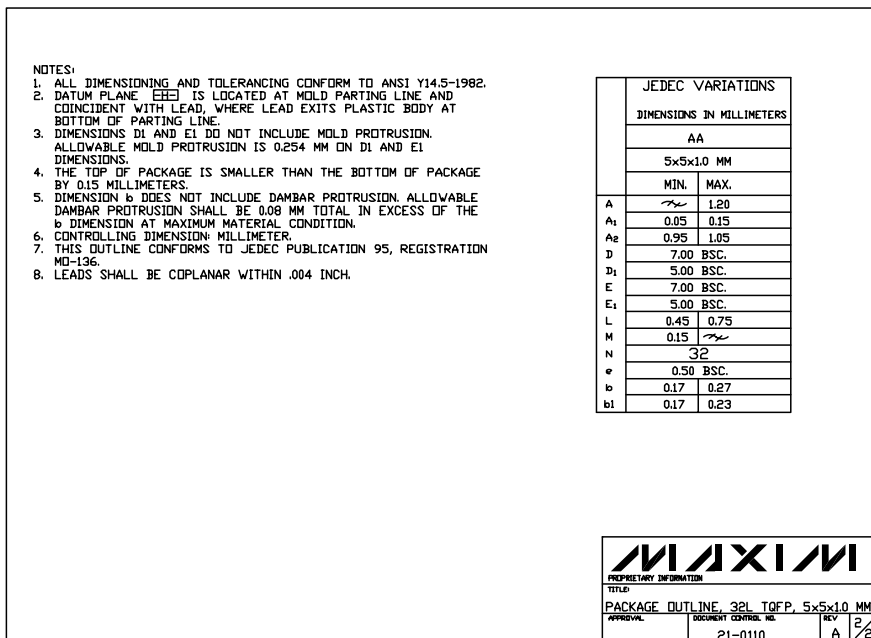 NOTES:
1. ALL DIMENSIONING AND TOLERANCING CONFORM TO ANSI Y14.5-1982.
2. DATUM PLANE -H- IS LOCATED AT MOLD PARTING LINE AND
COINCIDENT WITH LEAD, WHERE LEAD EXITS PLASTIC BODY AT
BOTTOM OF PARTING LINE.
3. DIMENSIONS D1 AND E1 DO NOT INCLUDE MOLD PROTRUSION.
ALLOWABLE MOLD PROTRUSION IS 0.254 MM ON D1 AND E1
DIMENSIONS.
4. THE TOP OF PACKAGE IS SMALLER THAN THE BOTTOM OF PACKAGE
BY 0.15 MILLIMETERS.
5. DIMENSION b DOES NOT INCLUDE DAMBAR PROTRUSION. ALLOWABLE
DAMBAR PROTRUSION SHALL BE 0.08 MM TOTAL IN EXCESS OF THE
b DIMENSION AT MAXIMUM MATERIAL CONDITION.
6. CONTROLLING DIMENSION: MILLIMETER.
7. THIS OUTLINE CONFORMS TO JEDEC PUBLICATION 95, REGISTRATION
MO-136.
8. LEADS SHALL BE COPLANAR WITHIN .004 INCH.
JEDEC VARIATIONS
DIMENSIONS IN MILLIMETERS
AA
5x5x1.0 MM
MIN. MAX.
A 1.20
A1 0.05 0.15
A2 0.95 1.05
D 7.00 BSC.
D1 5.00 BSC.
E 7.00 BSC.
E1 5.00 BSC.
L 0.45 0.75
M 0.15
N 32
e 0.50 BSC.
b 0.17 0.27
b1 0.17 0.23
MAXIM
PROPRIETARY INFORMATION
TITLE:
PACKAGE OUTLINE, 32L TQFP, 5x5x1.0 MM
APPROVAL DOCUMENT CONTROL NO. REV 2/2
21-0110 A